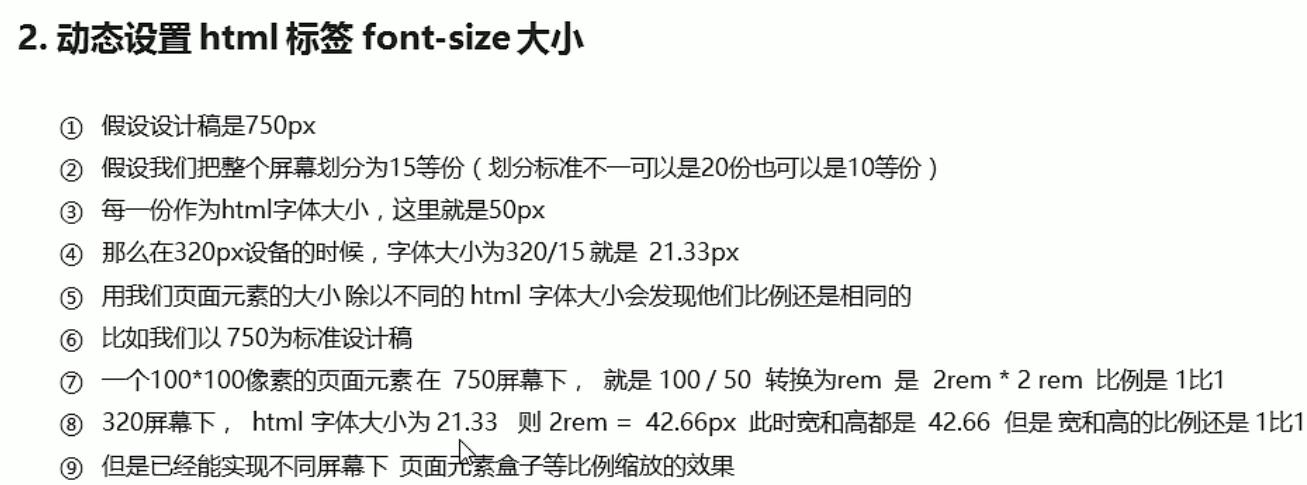 2. 动态设置 html 标签 font-size 大小
① 假设设计稿是750px
② 假设我们把整个屏幕划分为15等份（划分标准不一可以是20份也可以是10等份）
③ 每一份作为html字体大小，这里就是50px
④ 那么在320px设备的时候，字体大小为320/15 就是 21.33px
⑤ 用我们页面元素的大小 除以不同的 html 字体大小会发现他们比例还是相同的
⑥ 比如我们以 750为标准设计稿
⑦ 一个100*100像素的页面元素 在 750屏幕下， 就是 100 / 50 转换为rem 是 2rem * 2 rem 比例是 1比1
⑧ 320屏幕下， html 字体大小为 21.33 则 2rem = 42.66px 此时宽和高都是 42.66 但是 宽和高的比例还是 1比1
⑨ 但是已经能实现不同屏幕下 页面元素盒子等比例缩放的效果